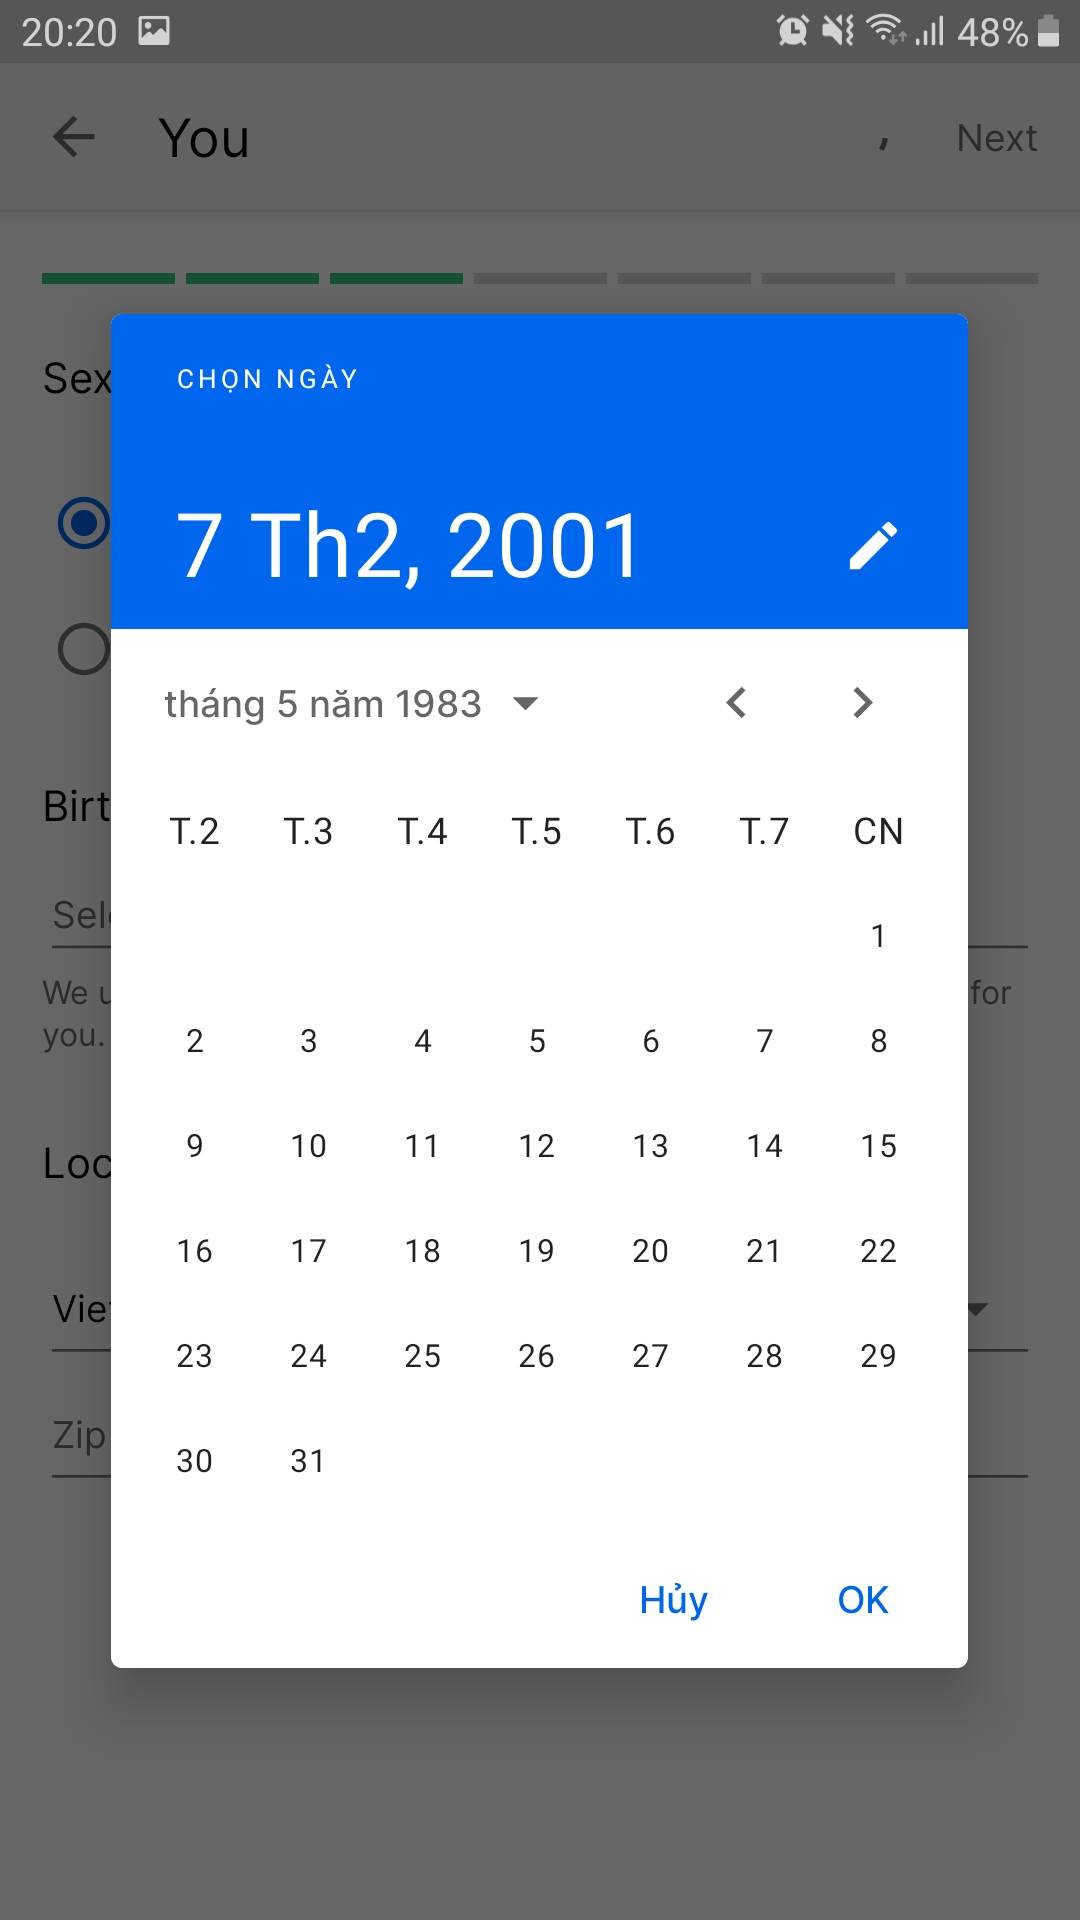 20:20 48%
You Next
Sex
CHỌN NGÀY
7 Th2, 2001
tháng 5 năm 1983
T.2 T.3 T.4 T.5 T.6 T.7 CN
1
2 3 4 5 6 7 8
9 10 11 12 13 14 15
16 17 18 19 20 21 22
23 24 25 26 27 28 29
30 31
Hủy OK
Birt
Sel
We u for
you.
Loc
Vie
Zip